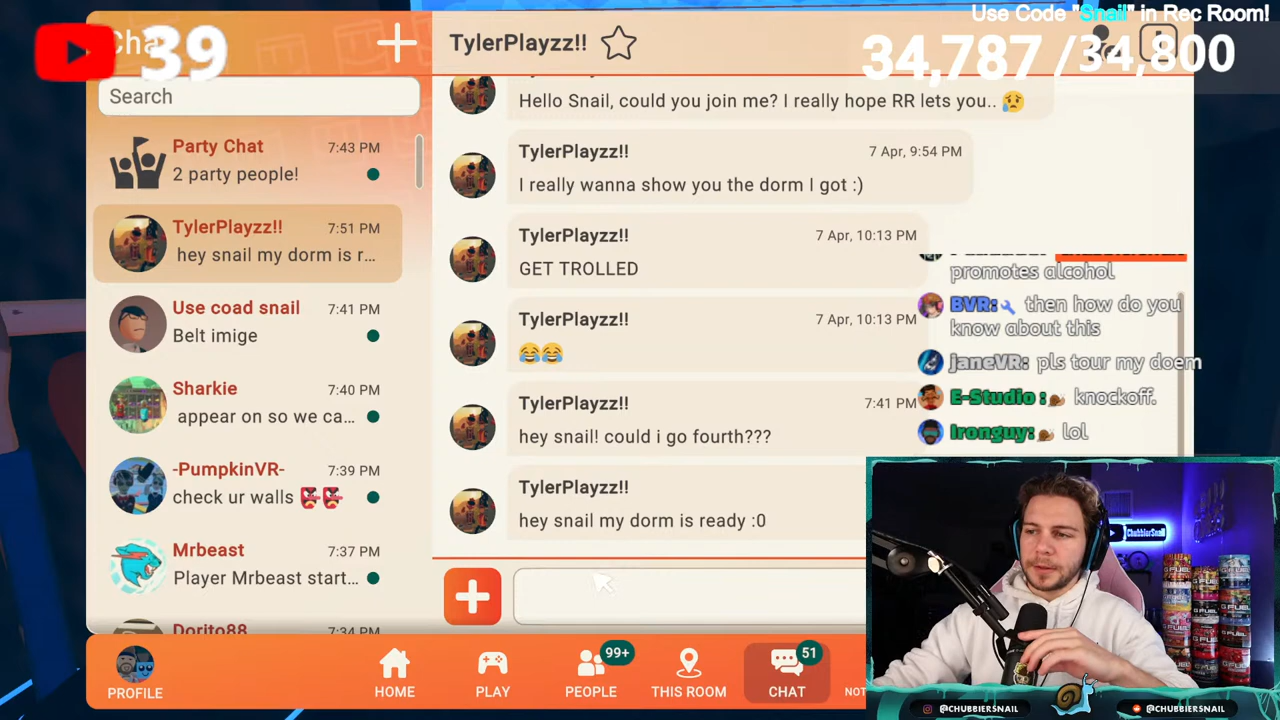 Use Code "Snail" in Rec Room!
39
34,787 /34,800
TylerPlayzz!!
Search
Party Chat 7:43 PM
2 party people!
TylerPlayzz!! 7:51 PM
hey snail my dorm is r...
Use coad snail 7:41 PM
Belt imige
Sharkie 7:40 PM
appear on so we ca...
-PumpkinVR- 7:39 PM
check ur walls 👹👹
Mrbeast 7:37 PM
Player Mrbeast start...
Dorito88 7:34 PM
Hello Snail, could you join me? I really hope RR lets you.. 😥
TylerPlayzz!! 7 Apr, 9:54 PM
I really wanna show you the dorm I got :)
TylerPlayzz!! 7 Apr, 10:13 PM
GET TROLLED
TylerPlayzz!! 7 Apr, 10:13 PM
😂😂
TylerPlayzz!! 7:41 PM
hey snail! could i go fourth???
TylerPlayzz!!
hey snail my dorm is ready :0
promotes alcohol
BVR:🔧 then how do you
know about this
janeVR: pls tour my doem
E-Studio :🐌 knockoff.
Ironguy:🐌 lol
ChubbierSnail
G FUEL
@CHUBBIERSNAIL
@CHUBBIERSNAIL
PROFILE
HOME
PLAY
PEOPLE
99+
THIS ROOM
CHAT
51
NOT